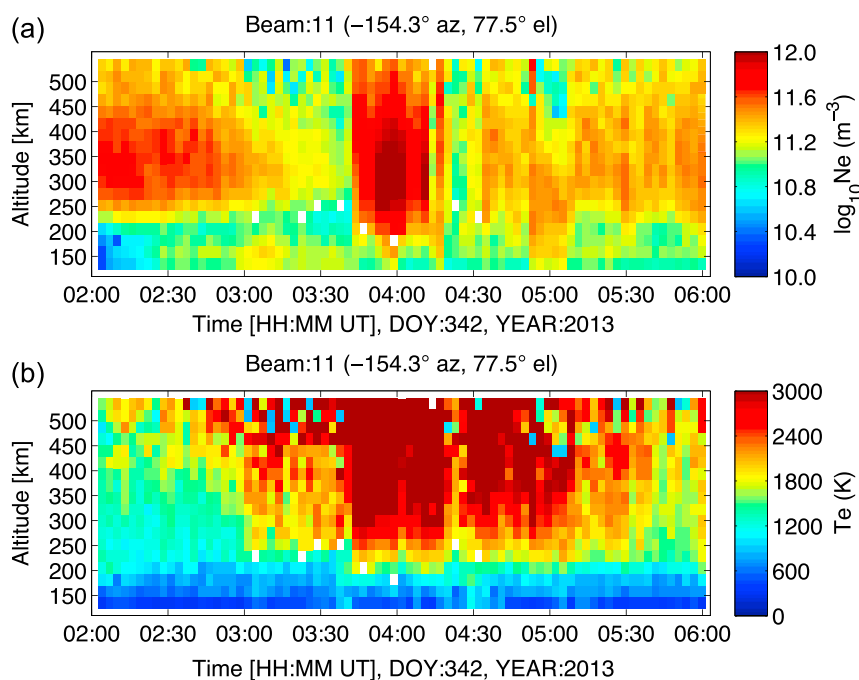 (a)
Beam:11 (−154.3° az, 77.5° el)
Altitude [km]
500
450
400
350
300
250
200
150
02:00 02:30 03:00 03:30 04:00 04:30 05:00 05:30 06:00
Time [HH:MM UT], DOY:342, YEAR:2013
12.0
11.6
11.2
10.8
10.4
10.0
log10Ne (m−3)
(b)
Beam:11 (−154.3° az, 77.5° el)
Altitude [km]
500
450
400
350
300
250
200
150
02:00 02:30 03:00 03:30 04:00 04:30 05:00 05:30 06:00
Time [HH:MM UT], DOY:342, YEAR:2013
3000
2400
1800
1200
600
0
Te (K)